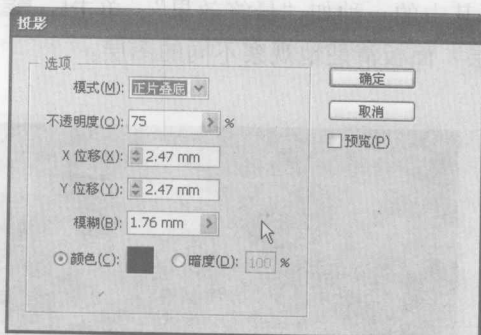 投影
选项
模式(M): 正片叠底
不透明度(O): 75 %
X 位移(X): 2.47 mm
Y 位移(Y): 2.47 mm
模糊(B): 1.76 mm
颜色(C): 暗度(D): 100 %
确定
取消
预览(P)